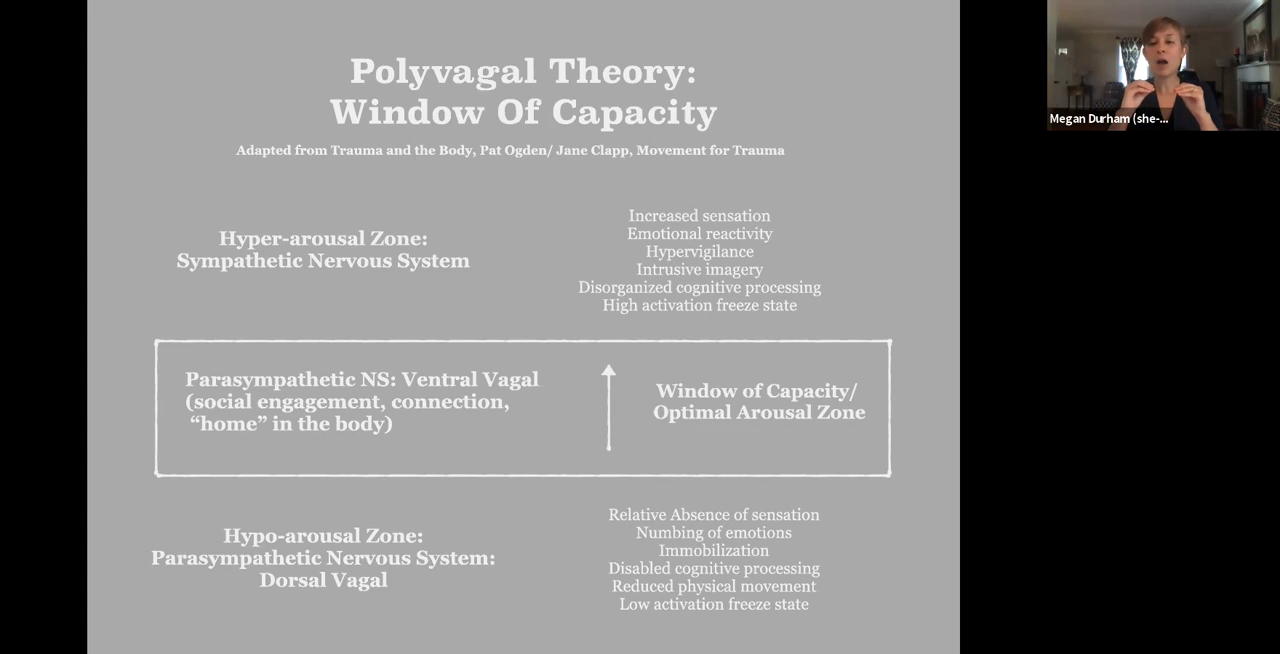 Polyvagal Theory:
Window Of Capacity
Adapted from Trauma and the Body, Pat Ogden/ Jane Clapp, Movement for Trauma
Hyper-arousal Zone:
Sympathetic Nervous System
Increased sensation
Emotional reactivity
Hypervigilance
Intrusive imagery
Disorganized cognitive processing
High activation freeze state
Parasympathetic NS: Ventral Vagal
(social engagement, connection,
“home” in the body)
Window of Capacity/
Optimal Arousal Zone
Hypo-arousal Zone:
Parasympathetic Nervous System:
Dorsal Vagal
Relative Absence of sensation
Numbing of emotions
Immobilization
Disabled cognitive processing
Reduced physical movement
Low activation freeze state
Megan Durham (she-...